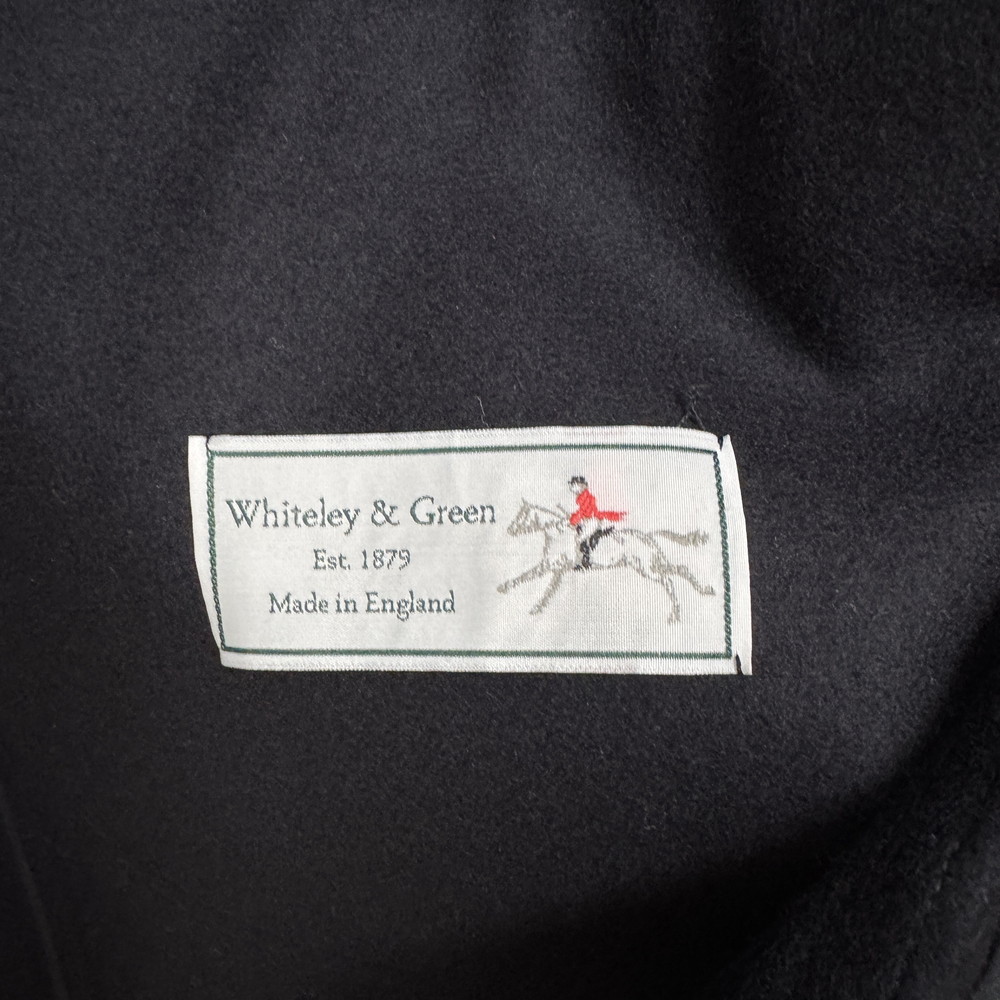 Whiteley & Green
Est. 1879
Made in England